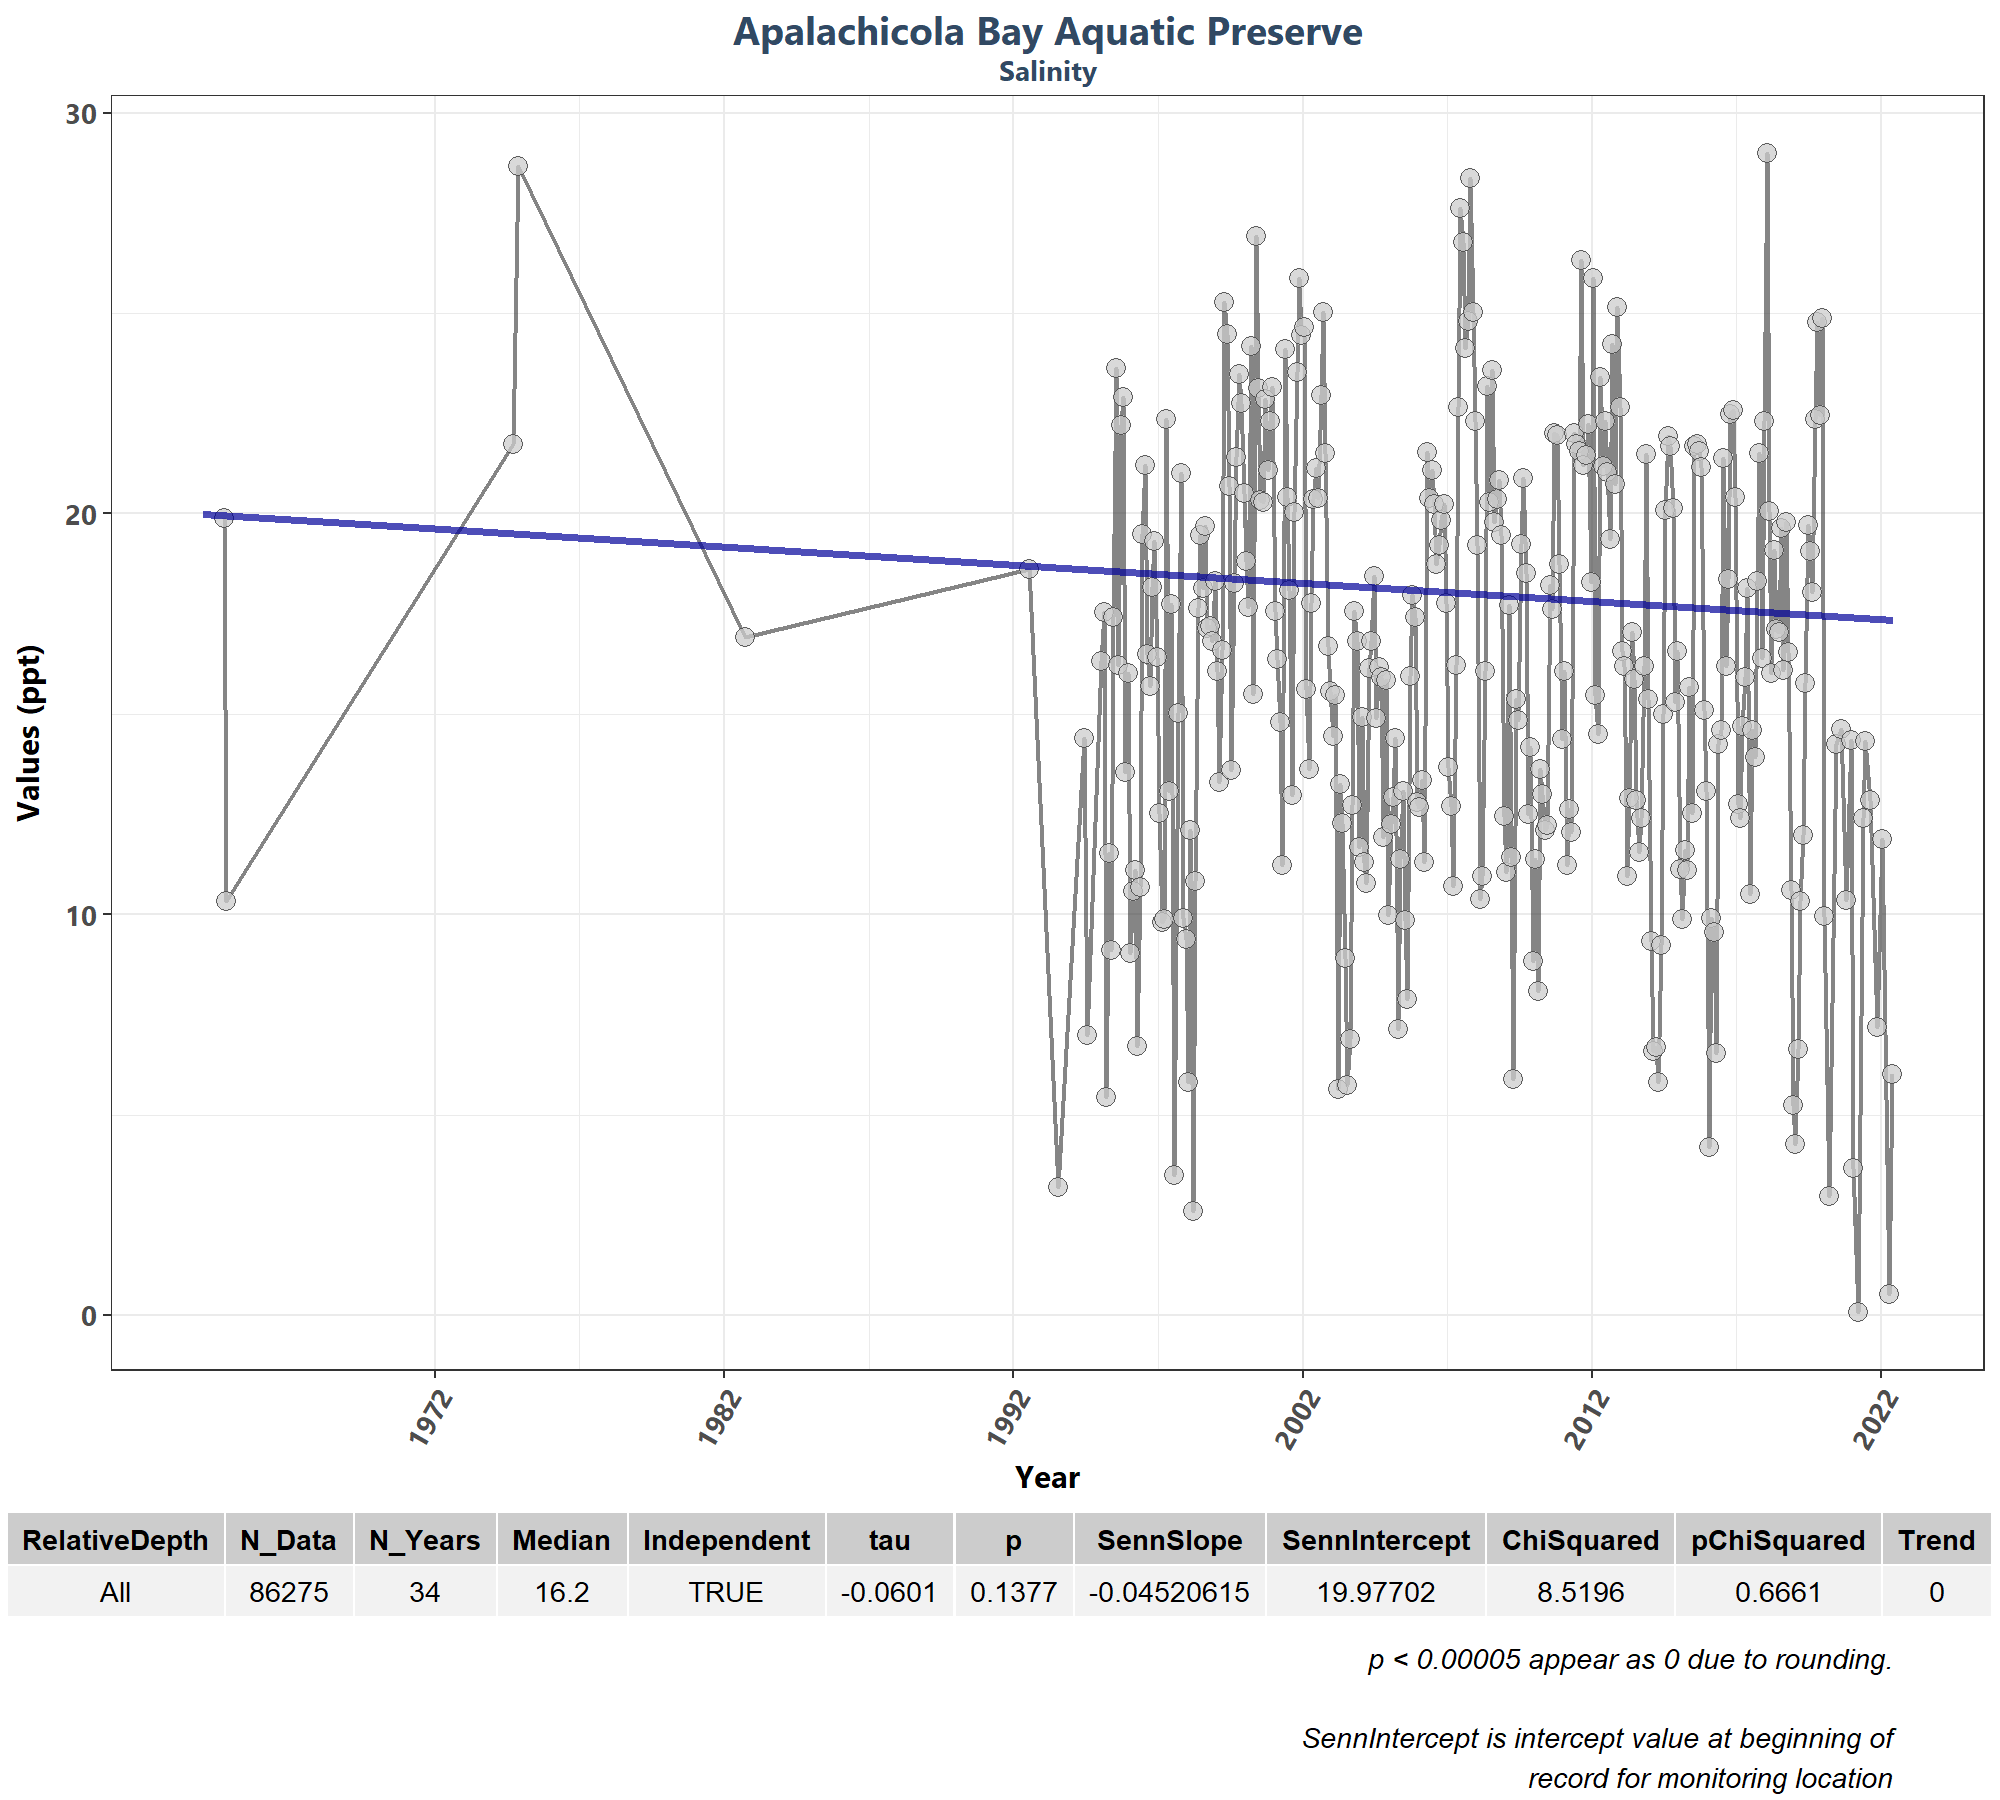 Apalachicola Bay Aquatic Preserve
Salinity
30
20
10
0
Values (ppt)
1972
1982
1992
2002
2012
2022
Year
RelativeDepth N_Data N_Years Median Independent tau p SennSlope SennIntercept ChiSquared pChiSquared Trend
All 86275 34 16.2 TRUE -0.0601 0.1377 -0.04520615 19.97702 8.5196 0.6661 0
p < 0.00005 appear as 0 due to rounding.
SennIntercept is intercept value at beginning of
record for monitoring location